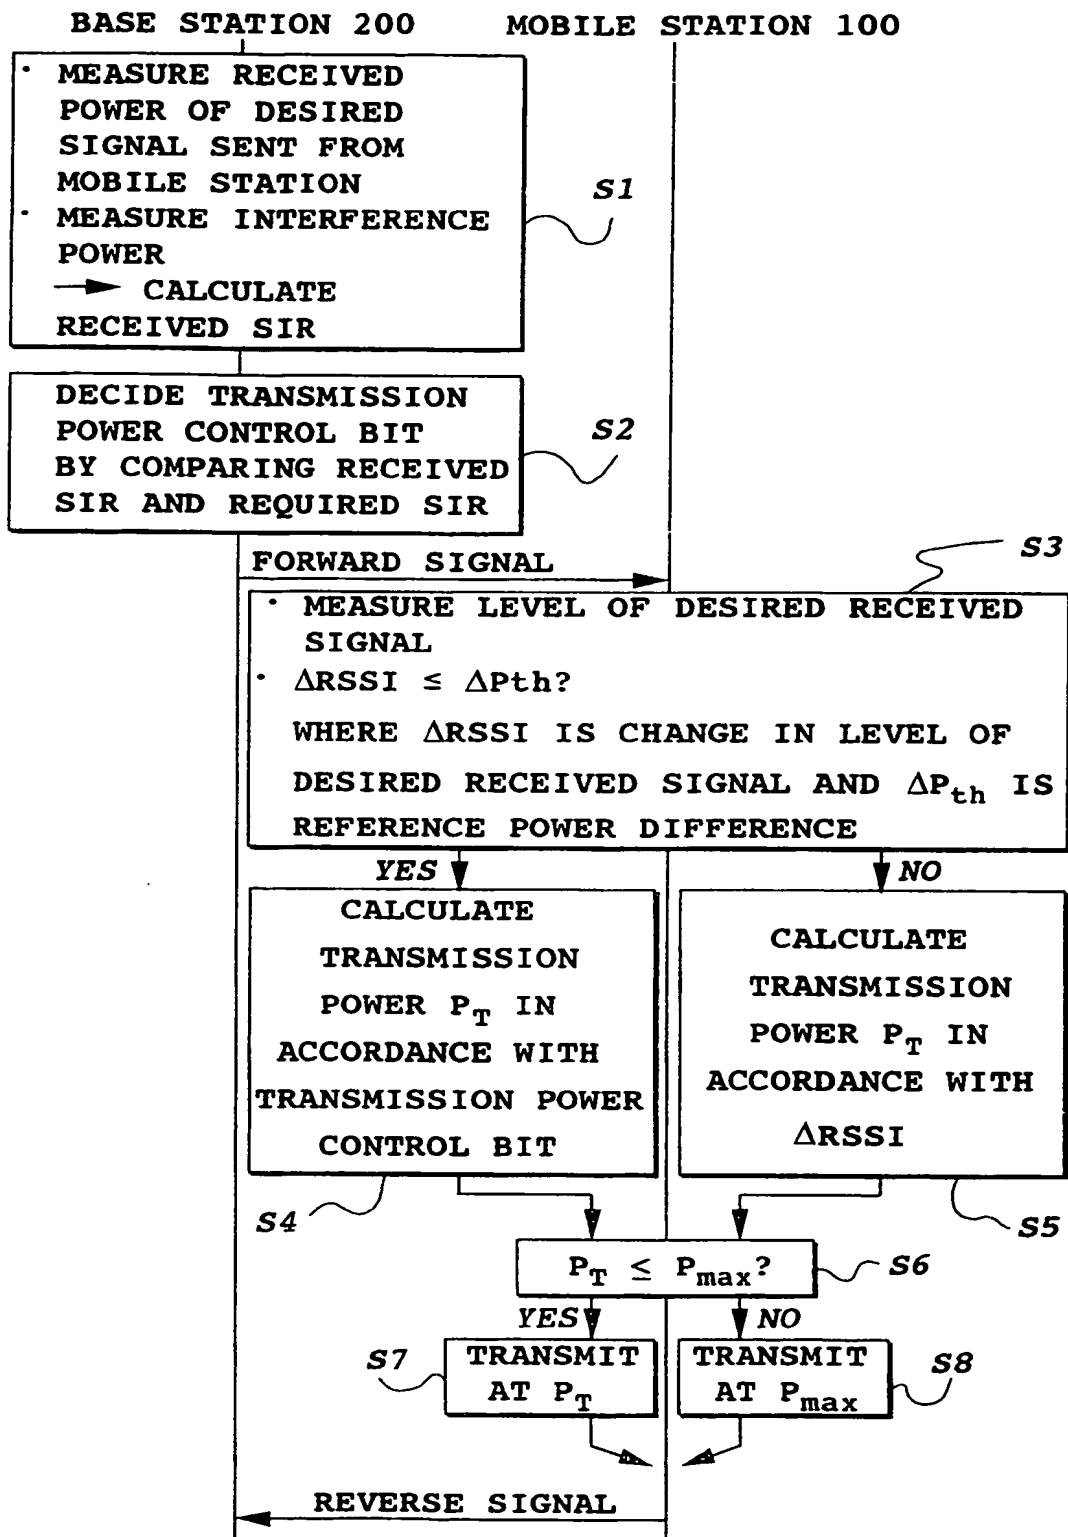 BASE STATION 200
MOBILE STATION 100
· MEASURE RECEIVED
POWER OF DESIRED
SIGNAL SENT FROM
MOBILE STATION
· MEASURE INTERFERENCE
POWER
→ CALCULATE
RECEIVED SIR
S1
DECIDE TRANSMISSION
POWER CONTROL BIT
BY COMPARING RECEIVED
SIR AND REQUIRED SIR
S2
FORWARD SIGNAL
S3
· MEASURE LEVEL OF DESIRED RECEIVED
SIGNAL
· ΔRSSI ≤ ΔPth?
WHERE ΔRSSI IS CHANGE IN LEVEL OF
DESIRED RECEIVED SIGNAL AND ΔPth IS
REFERENCE POWER DIFFERENCE
YES
NO
CALCULATE
TRANSMISSION
POWER PT IN
ACCORDANCE WITH
TRANSMISSION POWER
CONTROL BIT
S4
CALCULATE
TRANSMISSION
POWER PT IN
ACCORDANCE WITH
ΔRSSI
S5
PT ≤ Pmax?
S6
YES
NO
S7
TRANSMIT
AT PT
TRANSMIT
AT Pmax
S8
REVERSE SIGNAL